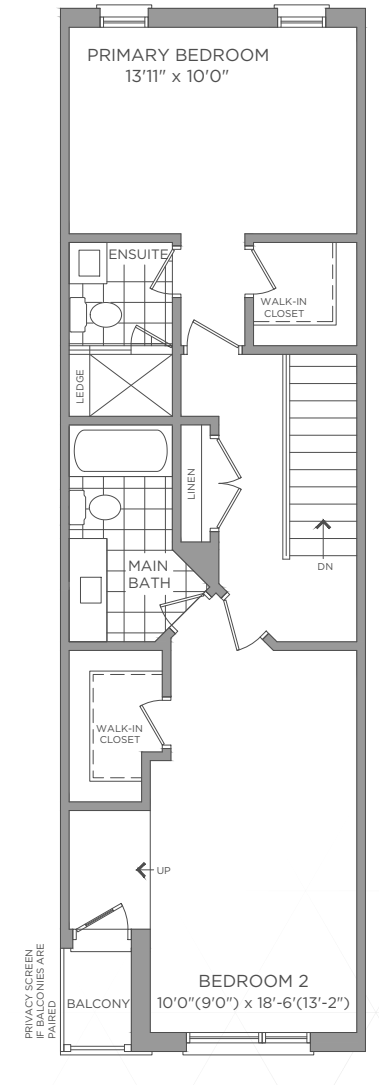 PRIMARY BEDROOM
13'11" x 10'0"
ENSUITE
WALK-IN
CLOSET
LEDGE
LINEN
DN
MAIN
BATH
WALK-IN
CLOSET
UP
PRIVACY SCREEN
IF BALCONIES ARE
PAIRED
BALCONY
BEDROOM 2
10'0"(9'0") x 18'-6'(13'-2")